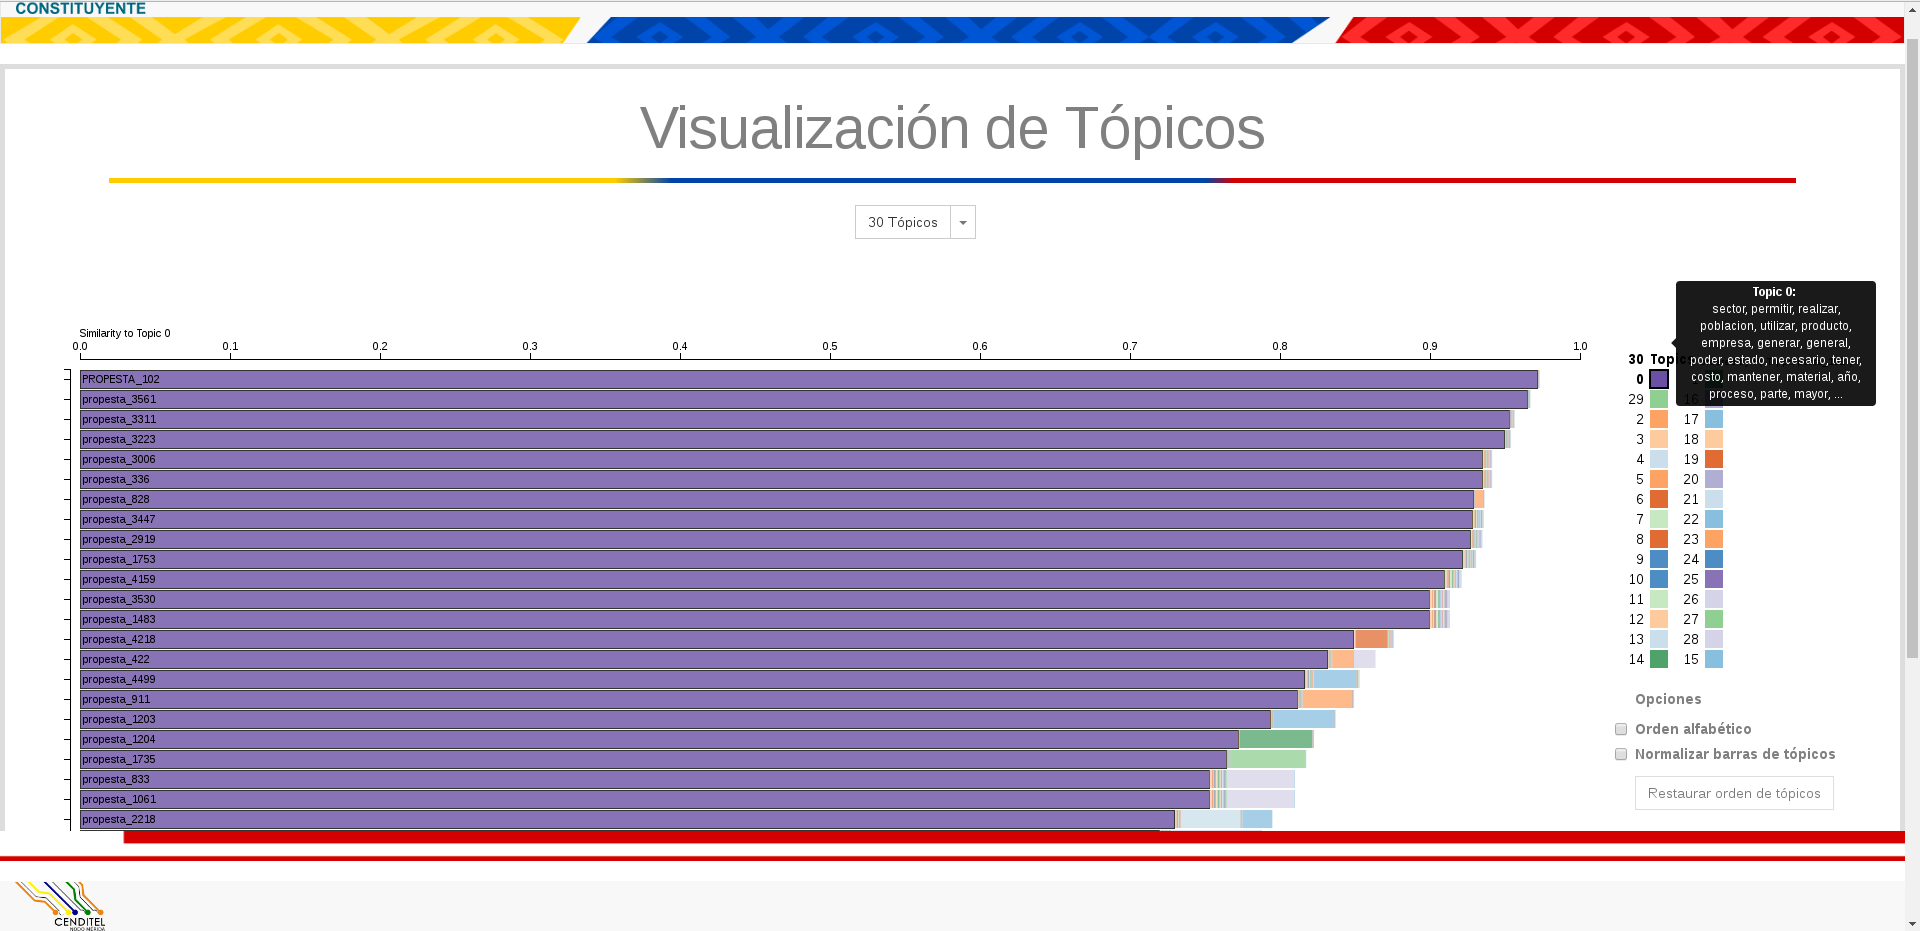 CONSTITUYENTE
Visualización de Tópicos
30 Tópicos
Topic 0:
sector, permitir, realizar,
poblacion, utilizar, producto,
empresa, generar, general,
poder, estado, necesario, tener,
costo, mantener, material, año,
proceso, parte, mayor, ...
Similarity to Topic 0
0.0 0.1 0.2 0.3 0.4 0.5 0.6 0.7 0.8 0.9 1.0
30 Topi
PROPESTA_102
propesta_3561
propesta_3311
propesta_3223
propesta_3006
propesta_336
propesta_828
propesta_3447
propesta_2919
propesta_1753
propesta_4159
propesta_3530
propesta_1483
propesta_4218
propesta_422
propesta_4499
propesta_911
propesta_1203
propesta_1204
propesta_1735
propesta_833
propesta_1061
propesta_2218
0
29 16
2 17
3 18
4 19
5 20
6 21
7 22
8 23
9 24
10 25
11 26
12 27
13 28
14 15
Opciones
Orden alfabético
Normalizar barras de tópicos
Restaurar orden de tópicos
CENDITEL
NODO MÉRIDA